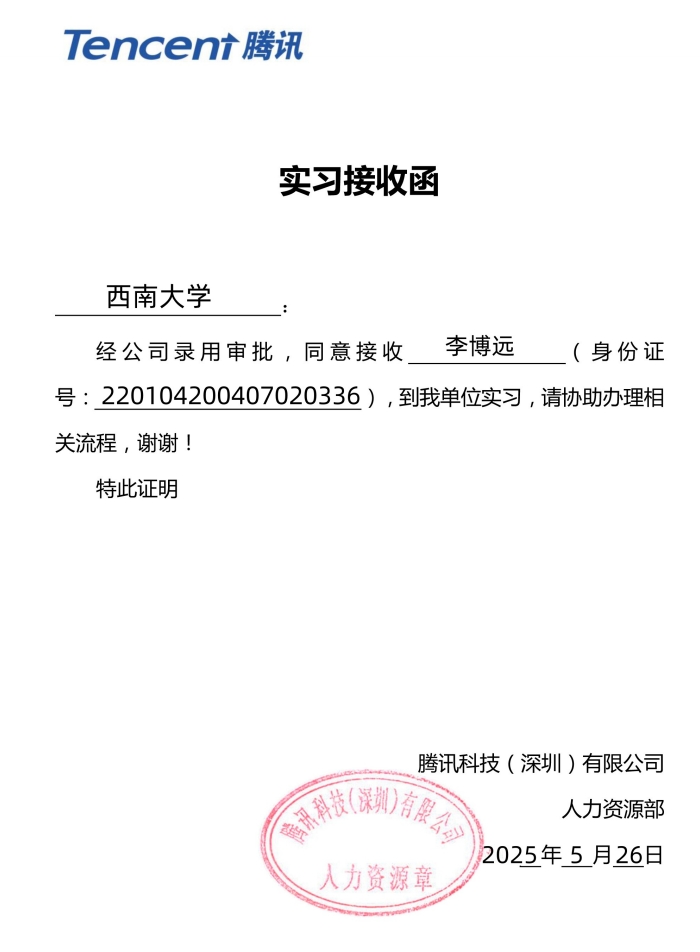 Tencent 腾讯
实习接收函
西南大学：
经公司录用审批，同意接收 李博远 （身份证
号：220104200407020336），到我单位实习，请协助办理相
关流程，谢谢！
特此证明
腾讯科技（深圳）有限公司
人力资源部
2025年 5 月26日
腾讯科技(深圳)有限公司
人力资源章